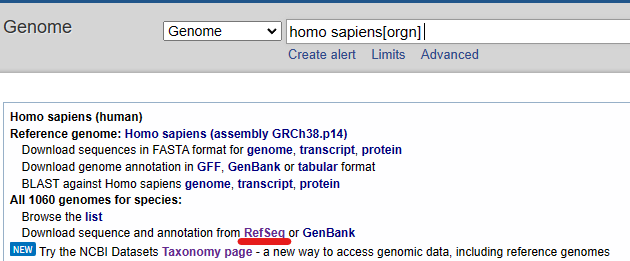 Genome
Genome
homo sapiens[orgn]
Create alert Limits Advanced
Homo sapiens (human)
Reference genome: Homo sapiens (assembly GRCh38.p14)
Download sequences in FASTA format for genome, transcript, protein
Download genome annotation in GFF, GenBank or tabular format
BLAST against Homo sapiens genome, transcript, protein
All 1060 genomes for species:
Browse the list
Download sequence and annotation from RefSeq or GenBank
NEW Try the NCBI Datasets Taxonomy page - a new way to access genomic data, including reference genomes